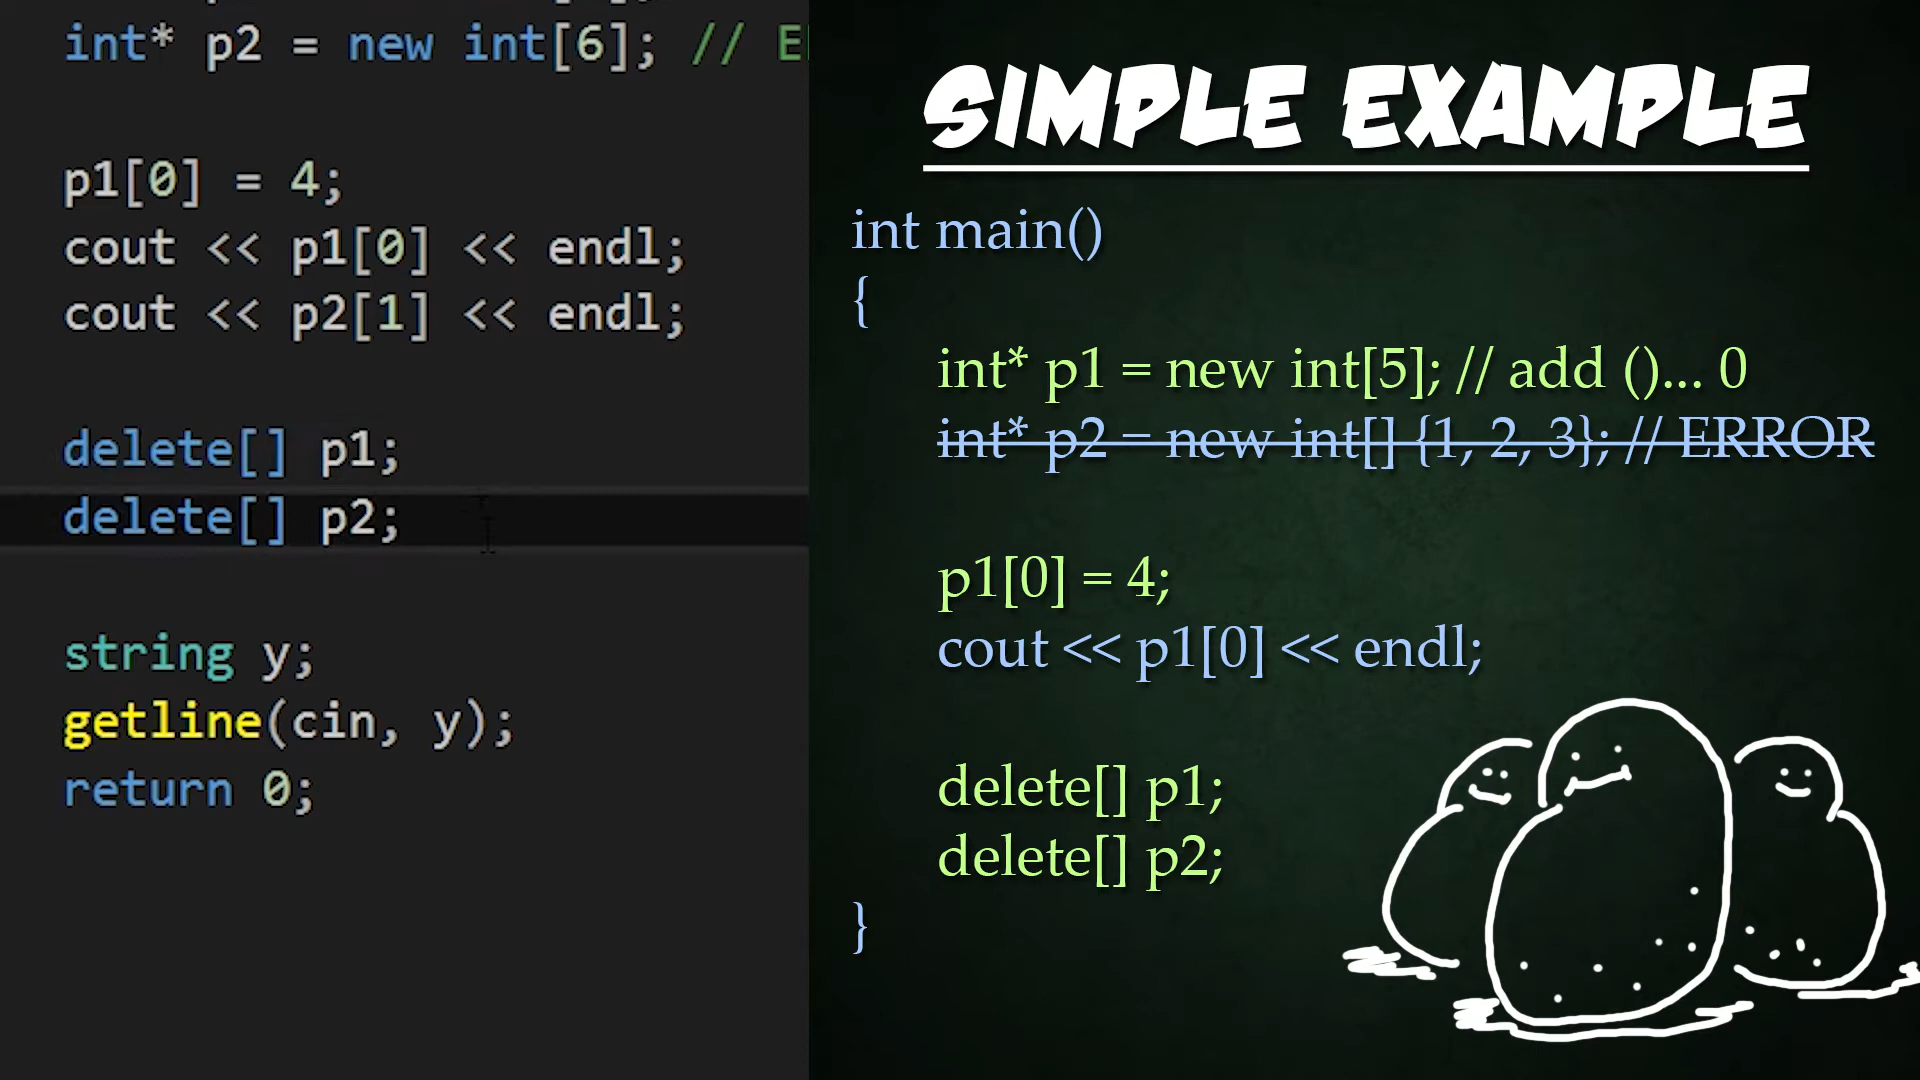 int* p2 = new int[6]; // E
p1[0] = 4;
cout << p1[0] << endl;
cout << p2[1] << endl;
delete[] p1;
delete[] p2;
string y;
getline(cin, y);
return 0;
SIMPLE EXAMPLE
int main()
{
int* p1 = new int[5]; // add ()... 0
int* p2 = new int[] {1, 2, 3}; // ERROR
p1[0] = 4;
cout << p1[0] << endl;
delete[] p1;
delete[] p2;
}